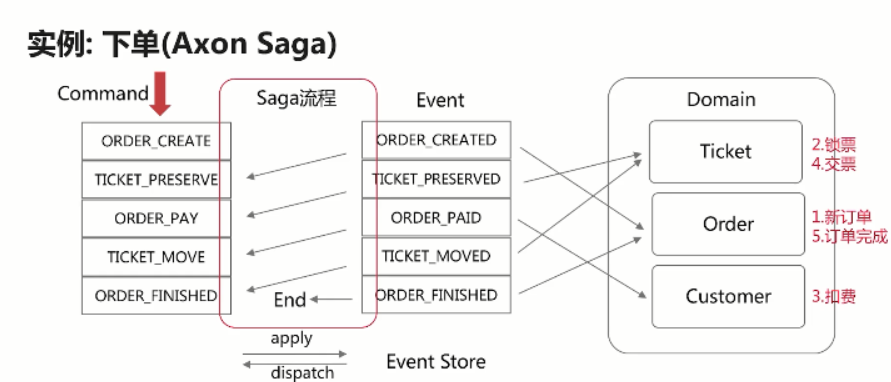 实例: 下单(Axon Saga)
Command
Saga流程
Event
Domain
ORDER_CREATE
TICKET_PRESERVE
ORDER_PAY
TICKET_MOVE
ORDER_FINISHED
End
ORDER_CREATED
TICKET_PRESERVED
ORDER_PAID
TICKET_MOVED
ORDER_FINISHED
Ticket
2.锁票
4.交票
Order
1.新订单
5.订单完成
Customer
3.扣费
apply
dispatch
Event Store